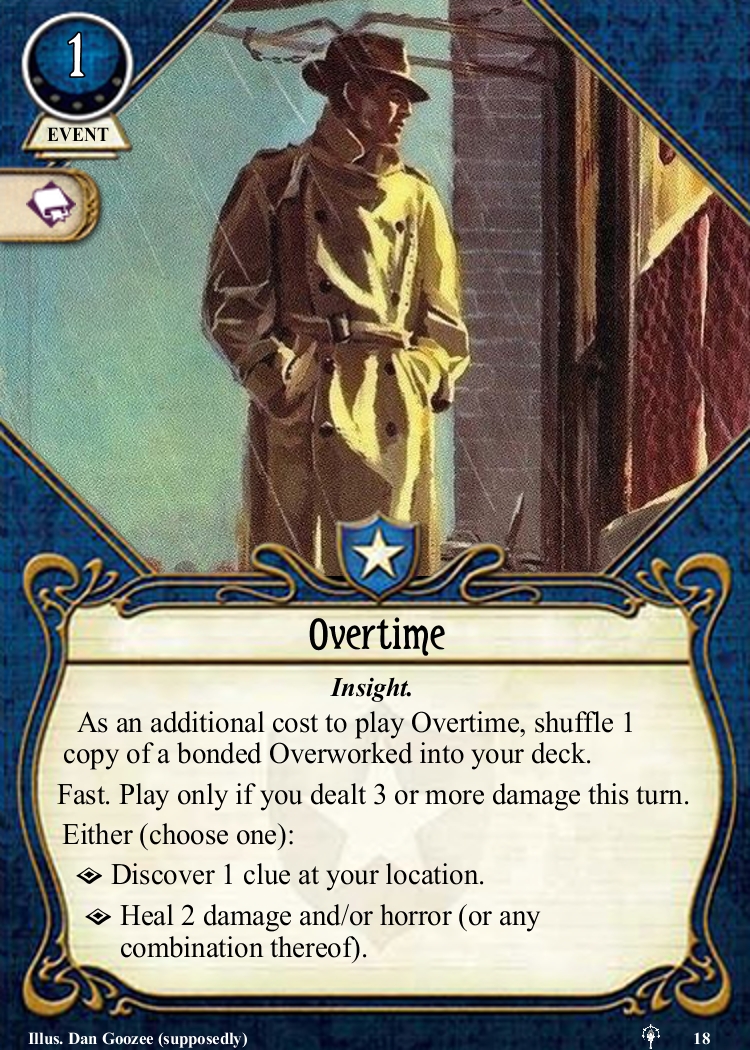 1
EVENT
Overtime
Insight.
As an additional cost to play Overtime, shuffle 1
copy of a bonded Overworked into your deck.
Fast. Play only if you dealt 3 or more damage this turn.
Either (choose one):
Discover 1 clue at your location.
Heal 2 damage and/or horror (or any
combination thereof).
Illus. Dan Goozee (supposedly)
18